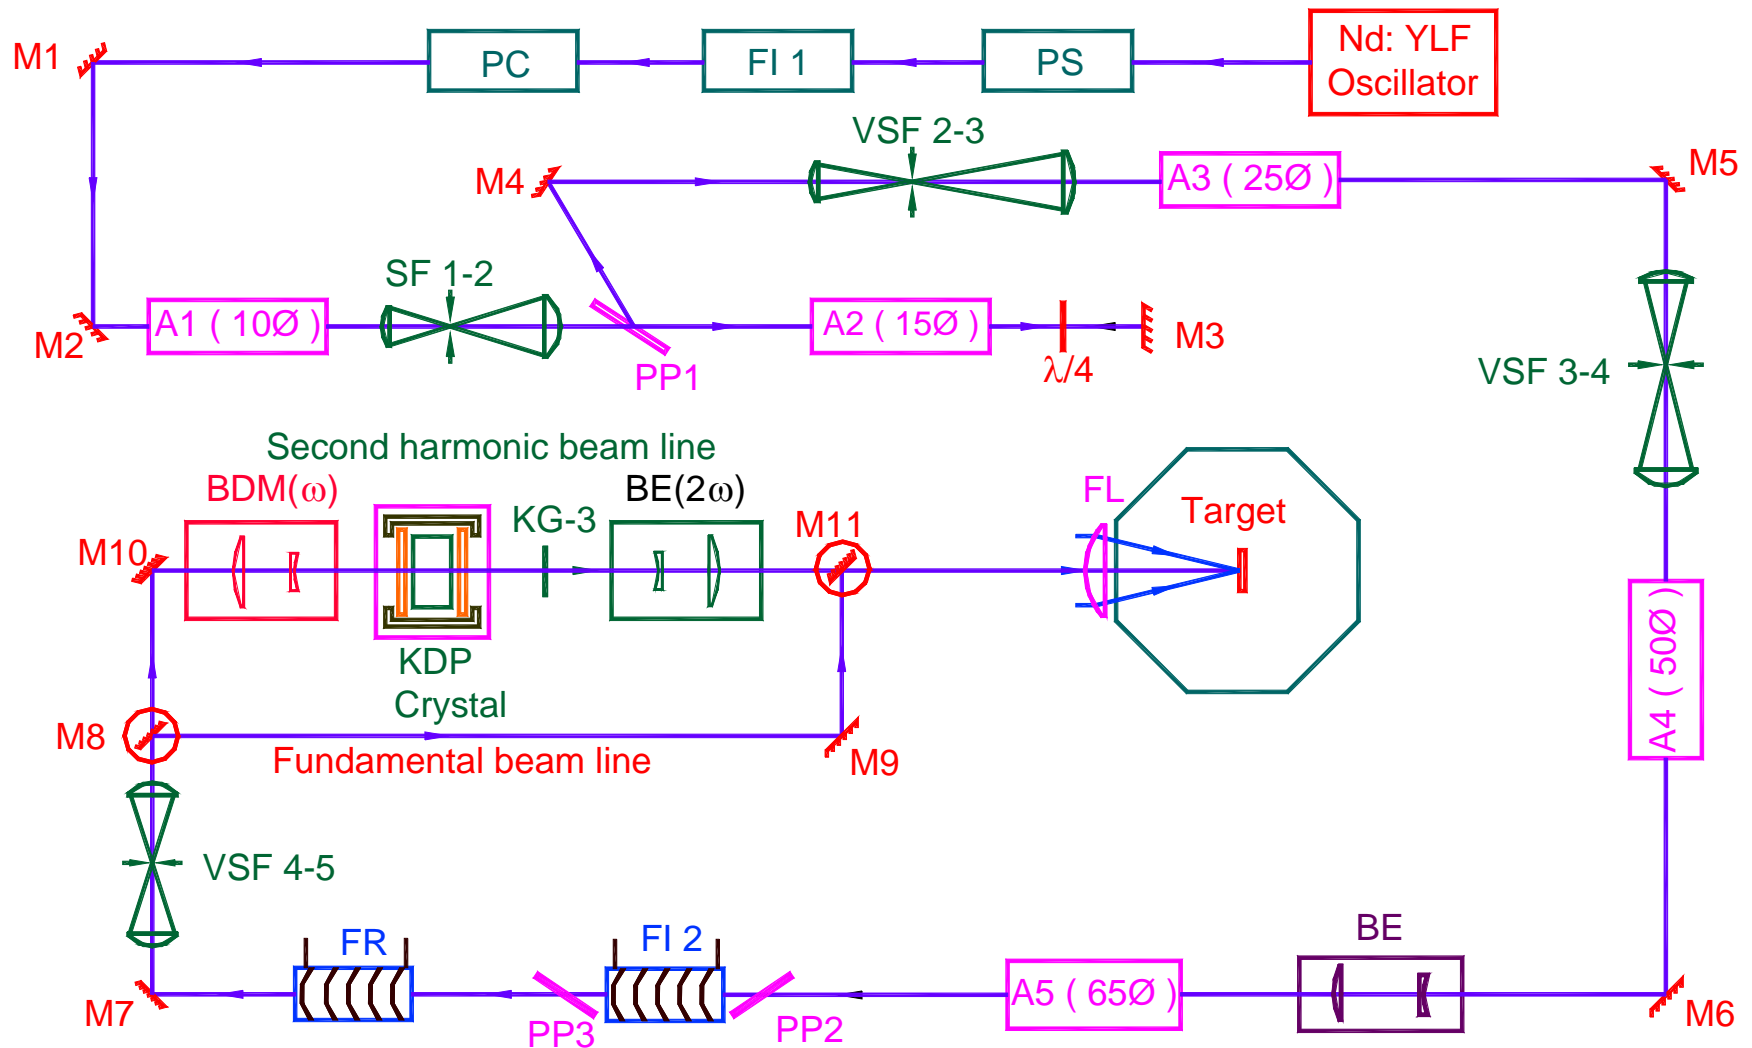 M1
PC
FI 1
PS
Nd: YLF
Oscillator
VSF 2-3
M4
A3 ( 25Ø )
M5
SF 1-2
M2
A1 ( 10Ø )
PP1
A2 ( 15Ø )
λ/4
M3
VSF 3-4
Second harmonic beam line
BDM(ω)
BE(2ω)
KG-3
M11
FL
Target
M10
KDP
Crystal
A4 ( 50Ø )
M8
Fundamental beam line
M9
VSF 4-5
FR
FI 2
BE
M7
PP3
PP2
A5 ( 65Ø )
M6